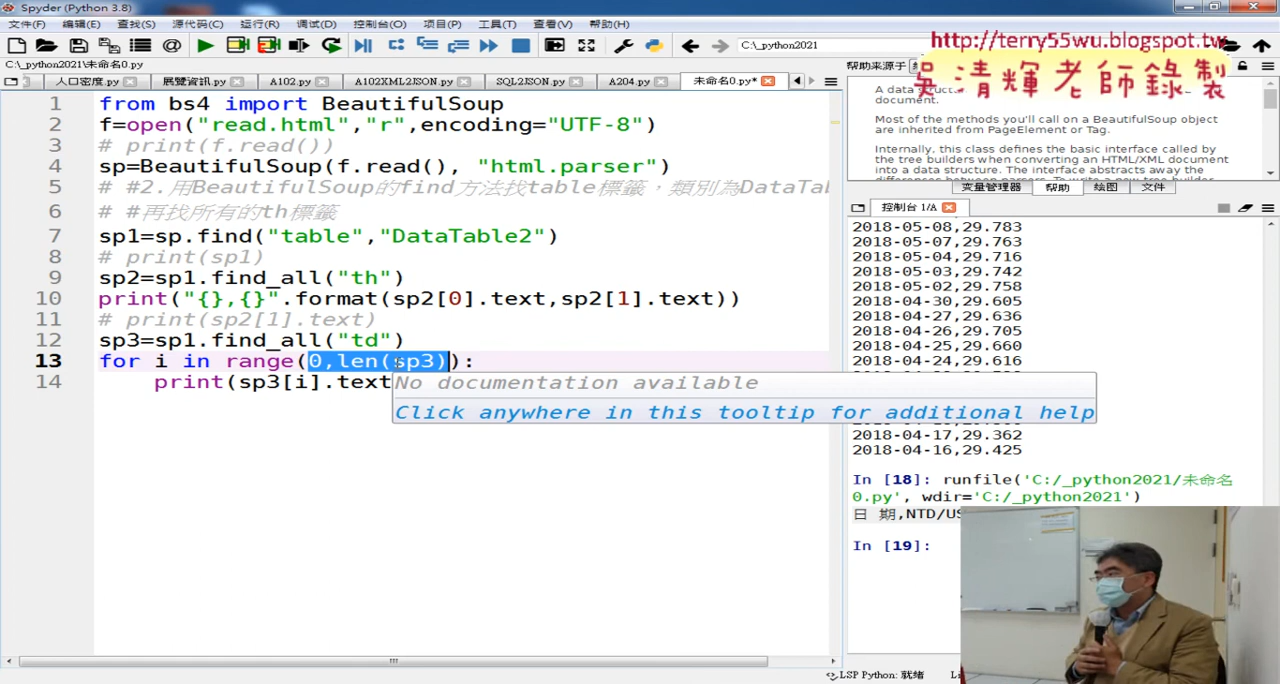 Spyder (Python 3.8)
文件(F) 编辑(E) 查找(S) 源代码(C) 运行(R) 调试(D) 控制台(O) 项目(P) 工具(T) 查看(V) 帮助(H)
C:\_python2021
http://terry55wu.blogspot.tw
吳清輝老師錄製
C:\_python2021\未命名0.py
人口密度.py 展覽資訊.py A102.py A102XML2JSON.py SQL2JSON.py A204.py 未命名0.py*
帮助来源于
1 from bs4 import BeautifulSoup
2 f=open("read.html","r",encoding="UTF-8")
3 # print(f.read())
4 sp=BeautifulSoup(f.read(), "html.parser")
5 # #2.用BeautifulSoup的find方法找table標籤，類別為DataTab
6 # #再找所有的th標籤
7 sp1=sp.find("table","DataTable2")
8 # print(sp1)
9 sp2=sp1.find_all("th")
10 print("{},{}".format(sp2[0].text,sp2[1].text))
11 # print(sp2[1].text)
12 sp3=sp1.find_all("td")
13 for i in range(0,len(sp3)):
14 print(sp3[i].text
No documentation available
Click anywhere in this tooltip for additional help
document.
Most of the methods you'll call on a BeautifulSoup object
are inherited from PageElement or Tag.
Internally, this class defines the basic interface called by
the tree builders when converting an HTML/XML document
into a data structure. The interface abstracts away the
变量管理器 帮助 绘图 文件
控制台 1/A
2018-05-08,29.783
2018-05-07,29.763
2018-05-04,29.716
2018-05-03,29.742
2018-05-02,29.758
2018-04-30,29.605
2018-04-27,29.636
2018-04-26,29.705
2018-04-25,29.660
2018-04-24,29.616
2018-04-17,29.362
2018-04-16,29.425
In [18]: runfile('C:/_python2021/未命名
0.py', wdir='C:/_python2021')
日 期,NTD/US
In [19]:
LSP Python: 就绪